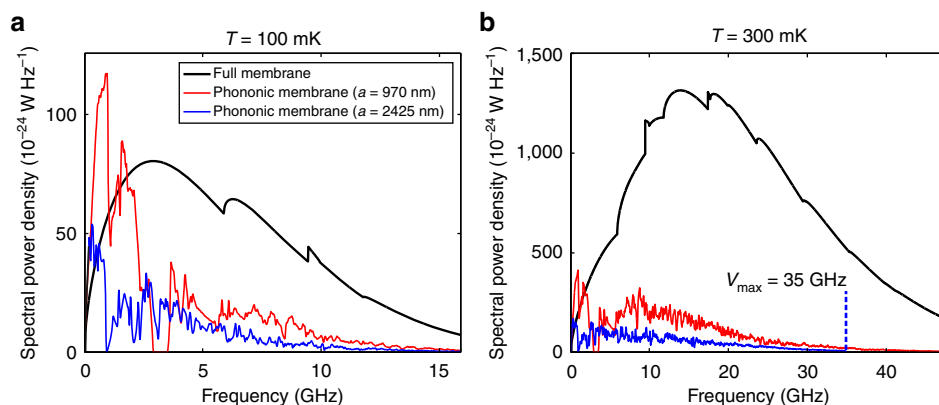 a
T = 100 mK
Spectral power density (10⁻²⁴ W Hz⁻¹)
100
50
0
Full membrane
Phononic membrane (a = 970 nm)
Phononic membrane (a = 2425 nm)
0 5 10 15
Frequency (GHz)
b
T = 300 mK
Spectral power density (10⁻²⁴ W Hz⁻¹)
1,500
1,000
500
0
Vmax = 35 GHz
0 10 20 30 40
Frequency (GHz)